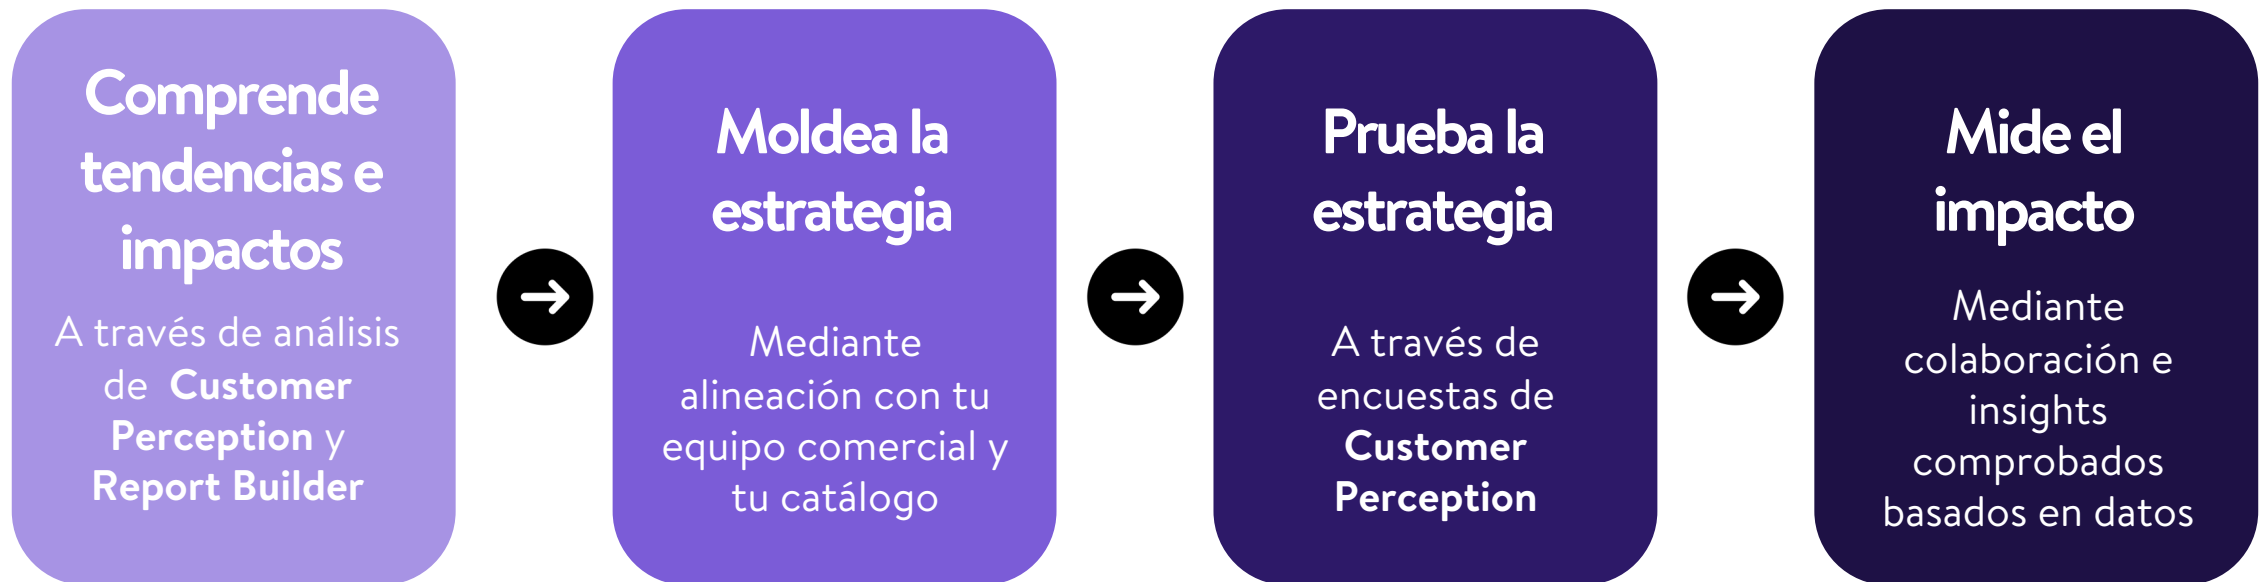 Comprende
tendencias e
impactos
A través de análisis
de Customer
Perception y
Report Builder
Moldea la
estrategia
Mediante
alineación con tu
equipo comercial y
tu catálogo
Prueba la
estrategia
A través de
encuestas de
Customer
Perception
Mide el
impacto
Mediante
colaboración e
insights
comprobados
basados en datos